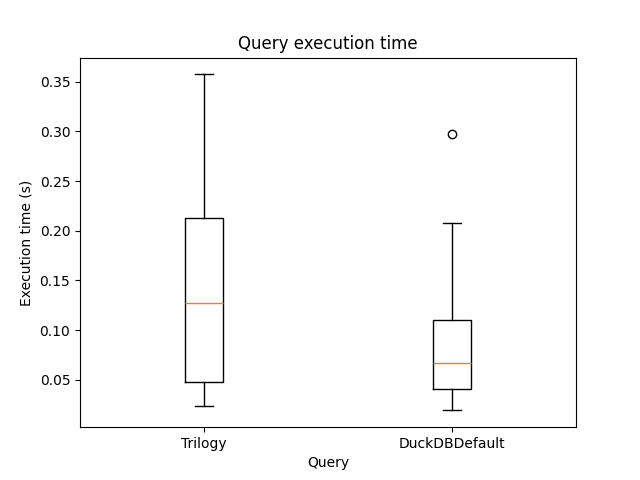 Query execution time
Execution time (s)
0.35
0.30
0.25
0.20
0.15
0.10
0.05
Trilogy
DuckDBDefault
Query